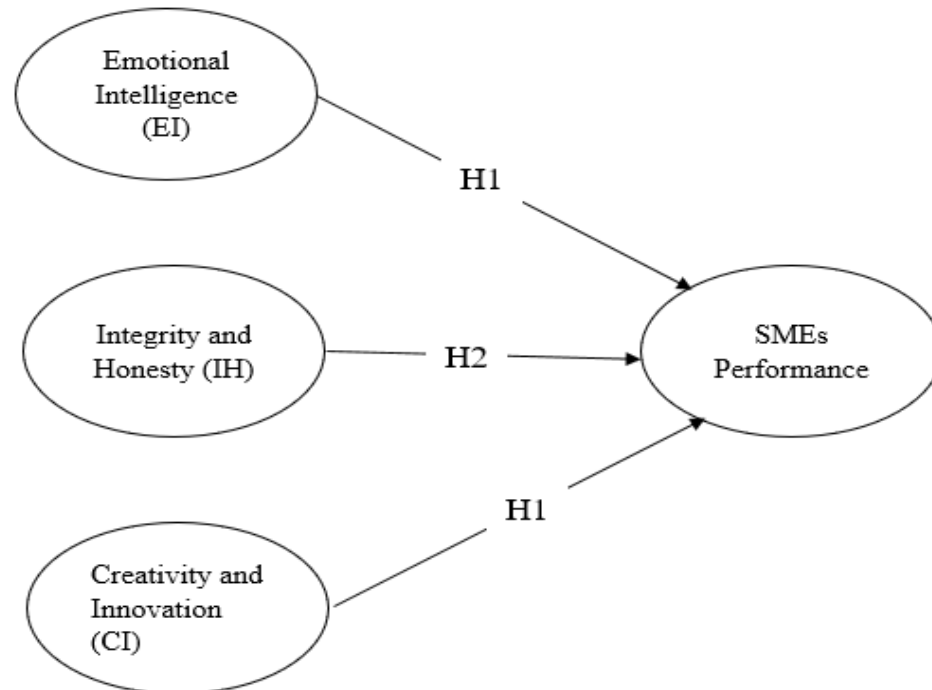 Emotional
Intelligence
(EI)
H1
Integrity and
Honesty (IH)
H2
SMEs
Performance
H1
Creativity and
Innovation
(CI)